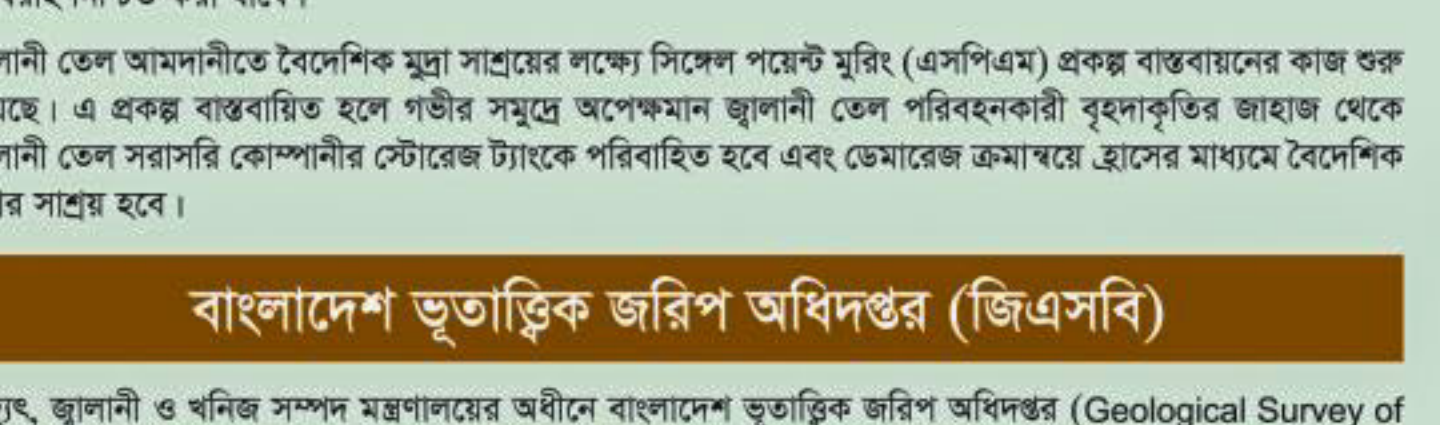 লানী তেল আমদানীতে বৈদেশিক মুদ্রা সাশ্রয়ের লক্ষ্যে সিঙ্গেল পয়েন্ট মুরিং (এসপিএম) প্রকল্প বাস্তবায়নের কাজ শুরু
য়ছে। এ প্রকল্প বাস্তবায়িত হলে গভীর সমুদ্রে অপেক্ষমান জ্বালানী তেল পরিবহনকারী বৃহদাকৃতির জাহাজ থেকে
লানী তেল সরাসরি কোম্পানীর স্টোরেজ ট্যাংকে পরিবাহিত হবে এবং ডেমারেজ ক্রমান্বয়ে হ্রাসের মাধ্যমে বৈদেশিক
র সাশ্রয় হবে।
বাংলাদেশ ভূতাত্ত্বিক জরিপ অধিদপ্তর (জিএসবি)
্যুৎ, জ্বালানী ও খনিজ সম্পদ মন্ত্রণালয়ের অধীনে বাংলাদেশ ভূতাত্ত্বিক জরিপ অধিদপ্তর (Geological Survey of